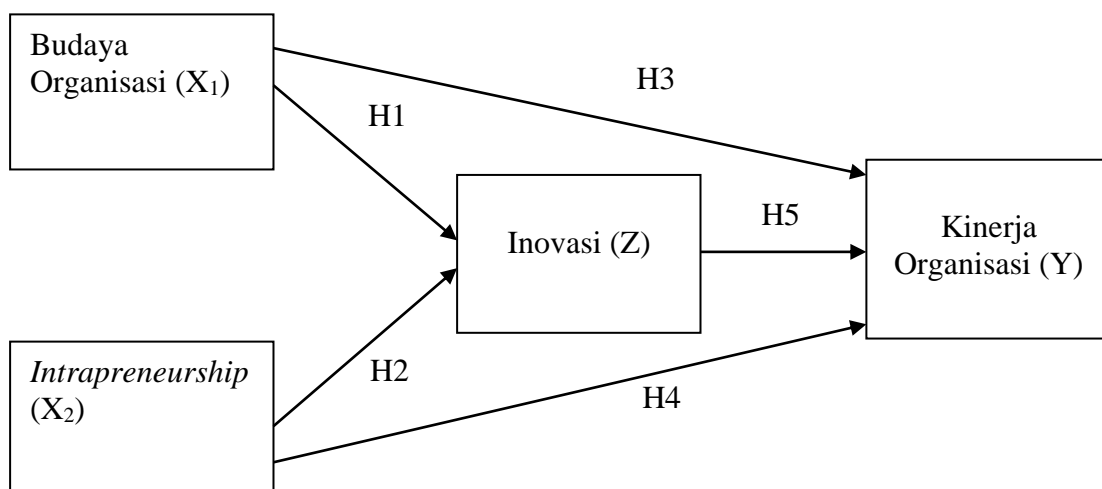 Budaya
Organisasi (X₁)
H3
H1
Inovasi (Z)
H5
Kinerja
Organisasi (Y)
Intrapreneurship
(X₂)
H2
H4